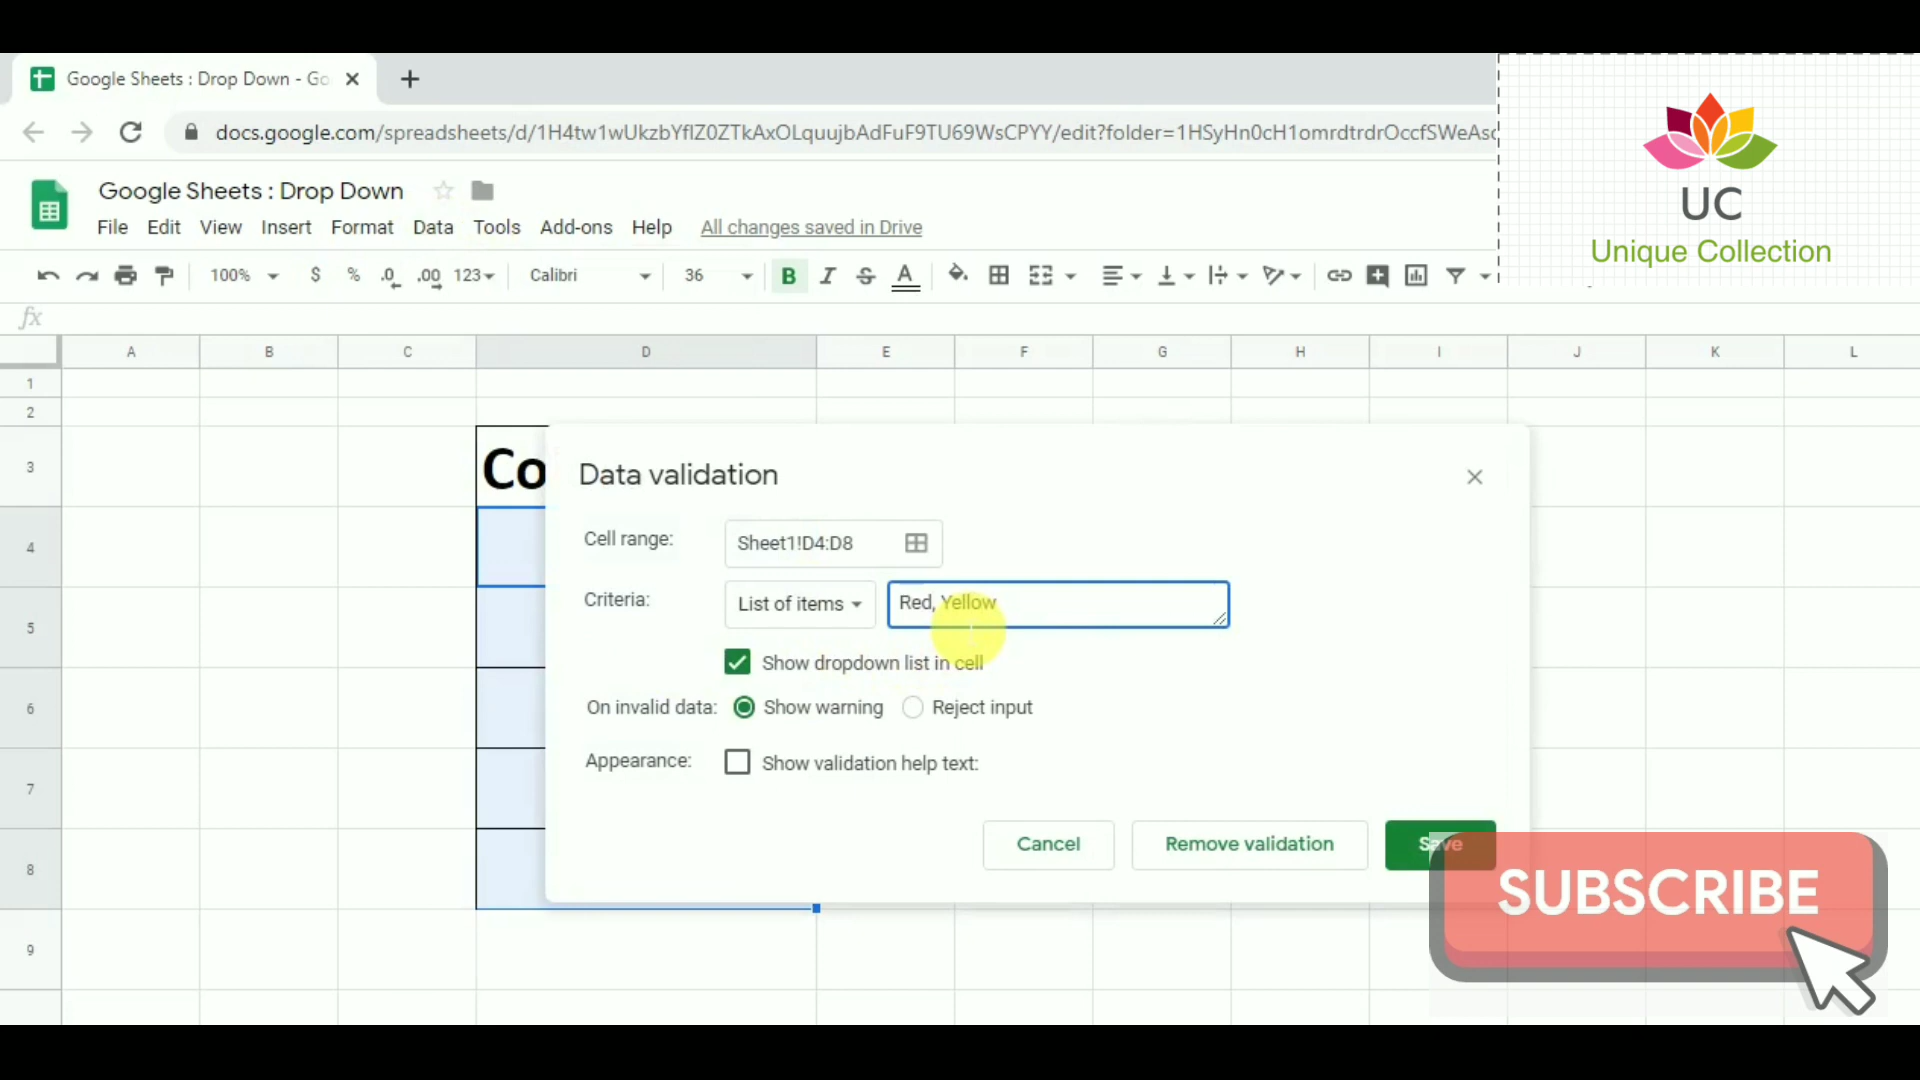 Google Sheets : Drop Down - Go
docs.google.com/spreadsheets/d/1H4tw1wUkzbYflZ0ZTkAxOLquujbAdFuF9TU69WsCPYY/edit?folder=1HSyHn0cH1omrdtrdrOccfSWeAsc
UC
Unique Collection
Google Sheets : Drop Down
File Edit View Insert Format Data Tools Add-ons Help All changes saved in Drive
100% $ % .0 .00 123 Calibri 36 B I S A
fx
A B C D E F G H I J K L
1
2
3
Co
4
5
6
7
8
9
Data validation
Cell range: Sheet1!D4:D8
Criteria: List of items Red, Yellow
Show dropdown list in cell
On invalid data: Show warning Reject input
Appearance: Show validation help text:
Cancel Remove validation Save
SUBSCRIBE